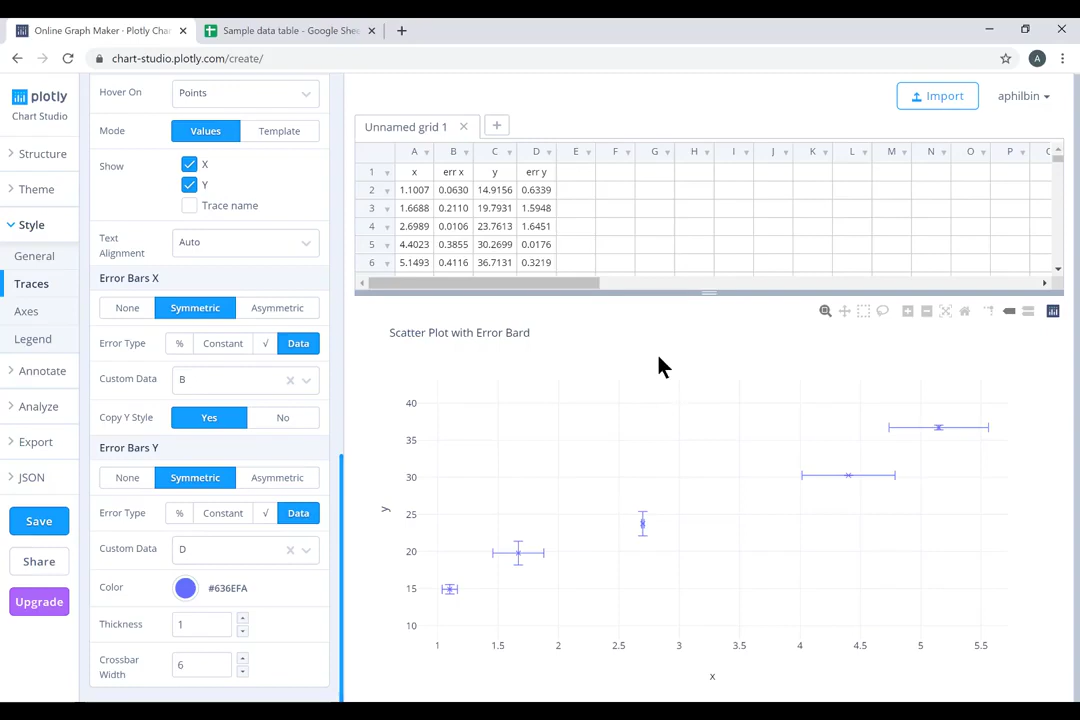 Online Graph Maker · Plotly Cha
Sample data table - Google Shee
chart-studio.plotly.com/create/
A
plotly
Chart Studio
Structure
Theme
Style
General
Traces
Axes
Legend
Annotate
Analyze
Export
JSON
Save
Share
Upgrade
Hover On
Points
Mode
Values
Template
Show
X
Y
Trace name
Text
Alignment
Auto
Error Bars X
None
Symmetric
Asymmetric
Error Type
%
Constant
√
Data
Custom Data
B
Copy Y Style
Yes
No
Error Bars Y
None
Symmetric
Asymmetric
Error Type
%
Constant
√
Data
Custom Data
D
Color
#636EFA
Thickness
1
Crossbar
Width
6
Import
aphilbin
Unnamed grid 1
A B C D E F G H I J K L M N O P
1 x err x y err y
2 1.1007 0.0630 14.9156 0.6339
3 1.6688 0.2110 19.7931 1.5948
4 2.6989 0.0106 23.7613 1.6451
5 4.4023 0.3855 30.2699 0.0176
6 5.1493 0.4116 36.7131 0.3219
Scatter Plot with Error Bard
40
35
30
25
20
15
10
y
1 1.5 2 2.5 3 3.5 4 4.5 5 5.5
x